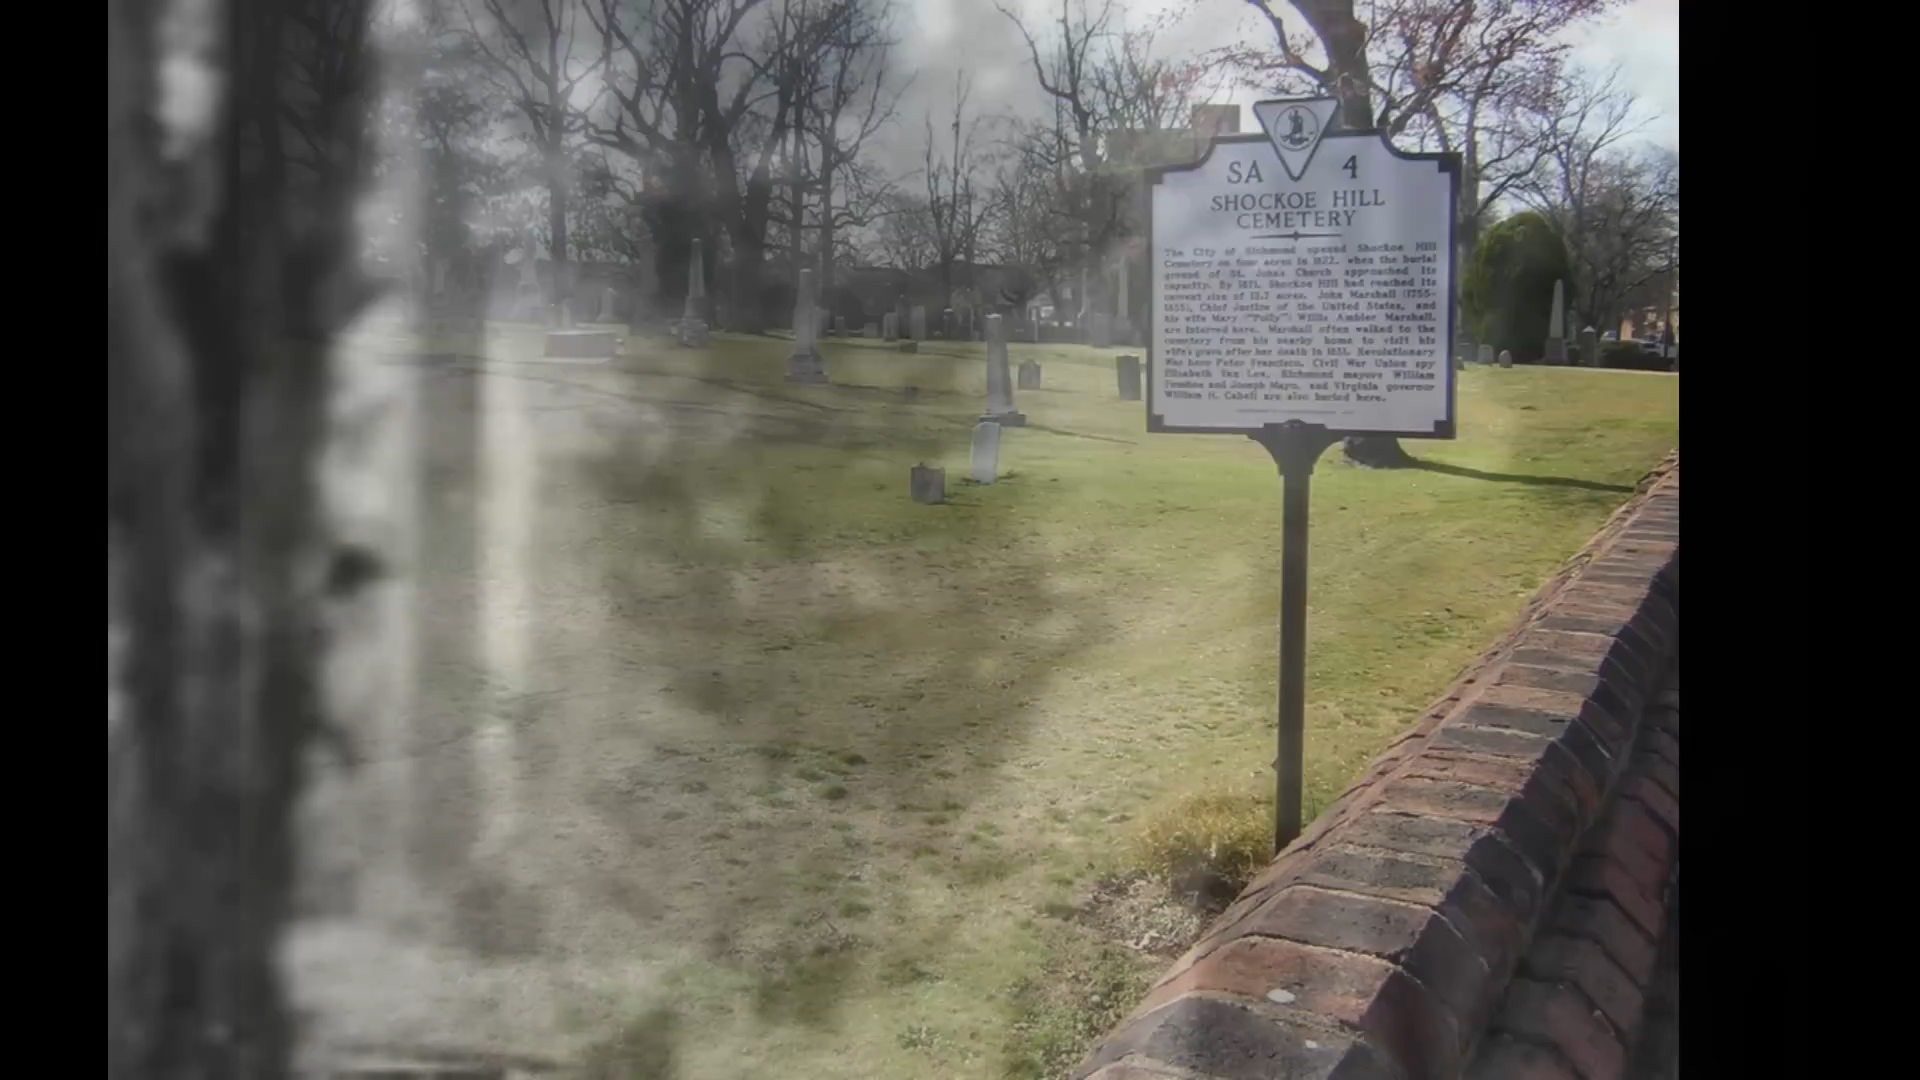 SA 4
SHOCKOE HILL
CEMETERY
The City of Richmond opened Shockoe Hill
Cemetery on four acres in 1822, when the burial
ground of St. John's Church approached its
capacity. By 1871, Shockoe Hill had reached its
current size of 12.7 acres. John Marshall (1755-
1835), Chief Justice of the United States, and
his wife Mary ("Polly") Willis Ambler Marshall,
are interred here. Marshall often walked to the
cemetery from his nearby home to visit his
wife's grave after her death in 1831. Revolutionary
War hero Peter Francisco, Civil War Union spy
Elizabeth Van Lew, Richmond mayors William
Foushee and Joseph Mayo, and Virginia governor
William H. Cabell are also buried here.